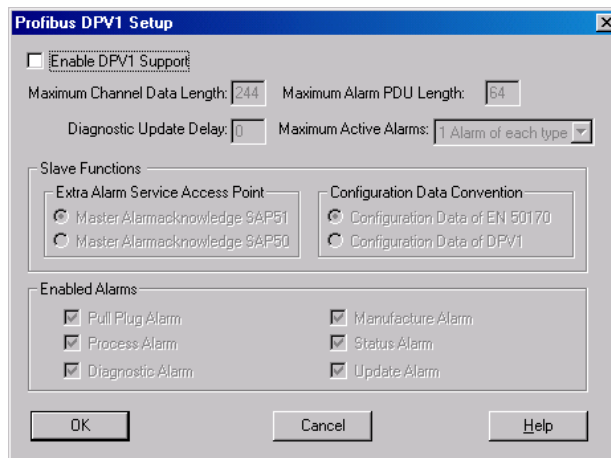 Profibus DPV1 Setup
Enable DPV1 Support
Maximum Channel Data Length: 244 Maximum Alarm PDU Length: 64
Diagnostic Update Delay: 0 Maximum Active Alarms: 1 Alarm of each type
Slave Functions
Extra Alarm Service Access Point
Master Alarmacknowledge SAP51
Master Alarmacknowledge SAP50
Configuration Data Convention
Configuration Data of EN 50170
Configuration Data of DPV1
Enabled Alarms
Pull Plug Alarm Manufacture Alarm
Process Alarm Status Alarm
Diagnostic Alarm Update Alarm
OK Cancel Help